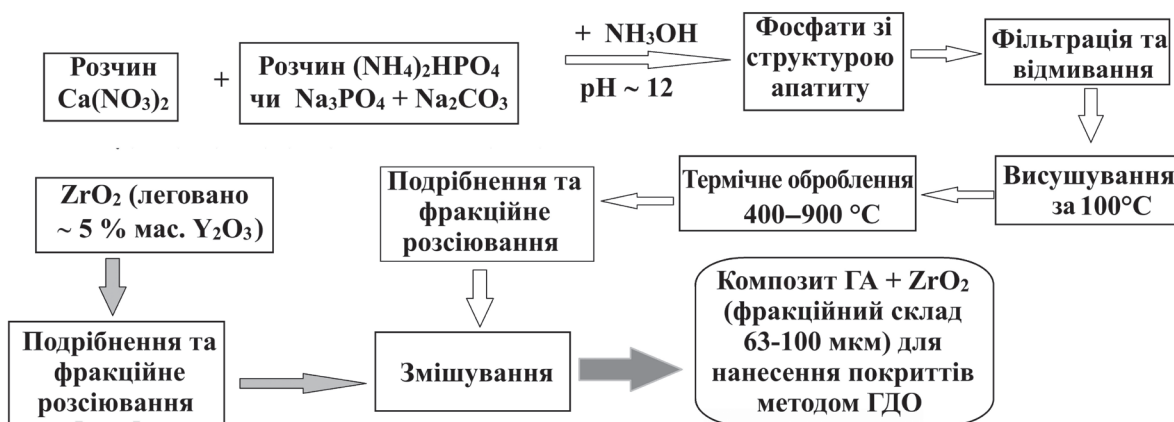 Розчин
Ca(NO₃)₂
+
Розчин (NH₄)₂HPO₄
чи Na₃PO₄ + Na₂CO₃
+ NH₃OH
pH ~ 12
Фосфати зі
структурою
апатиту
Фільтрація та
відмивання
Висушування
за 100°C
Термічне оброблення
400–900 °C
Подрібнення та
фракційне
розсіювання
ZrO₂ (леговано
~ 5 % мас. Y₂O₃)
Подрібнення та
фракційне
розсіювання
Змішування
Композит ГА + ZrO₂
(фракційний склад
63-100 мкм) для
нанесення покриттів
методом ГДО